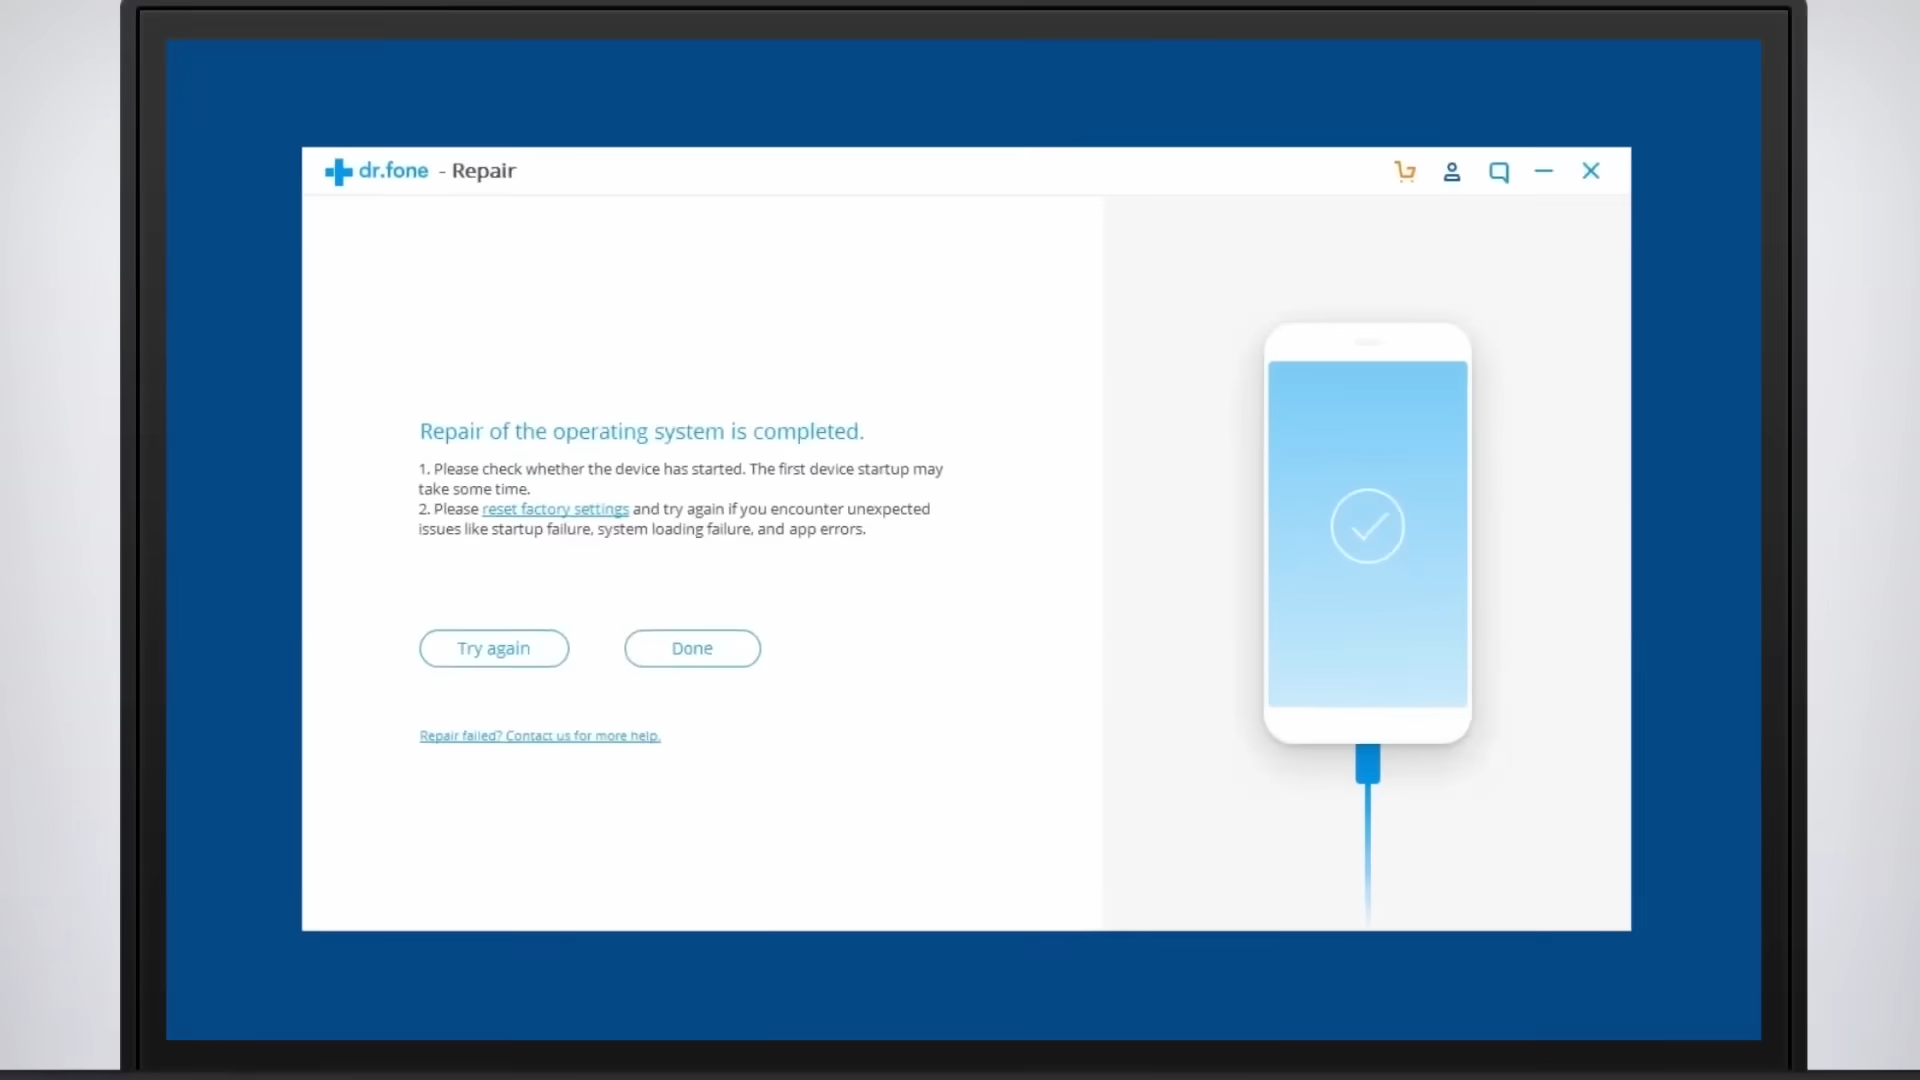 dr.fone - Repair
Repair of the operating system is completed.
1. Please check whether the device has started. The first device startup may
take some time.
2. Please reset factory settings and try again if you encounter unexpected
issues like startup failure, system loading failure, and app errors.
Try again
Done
Repair failed? Contact us for more help.